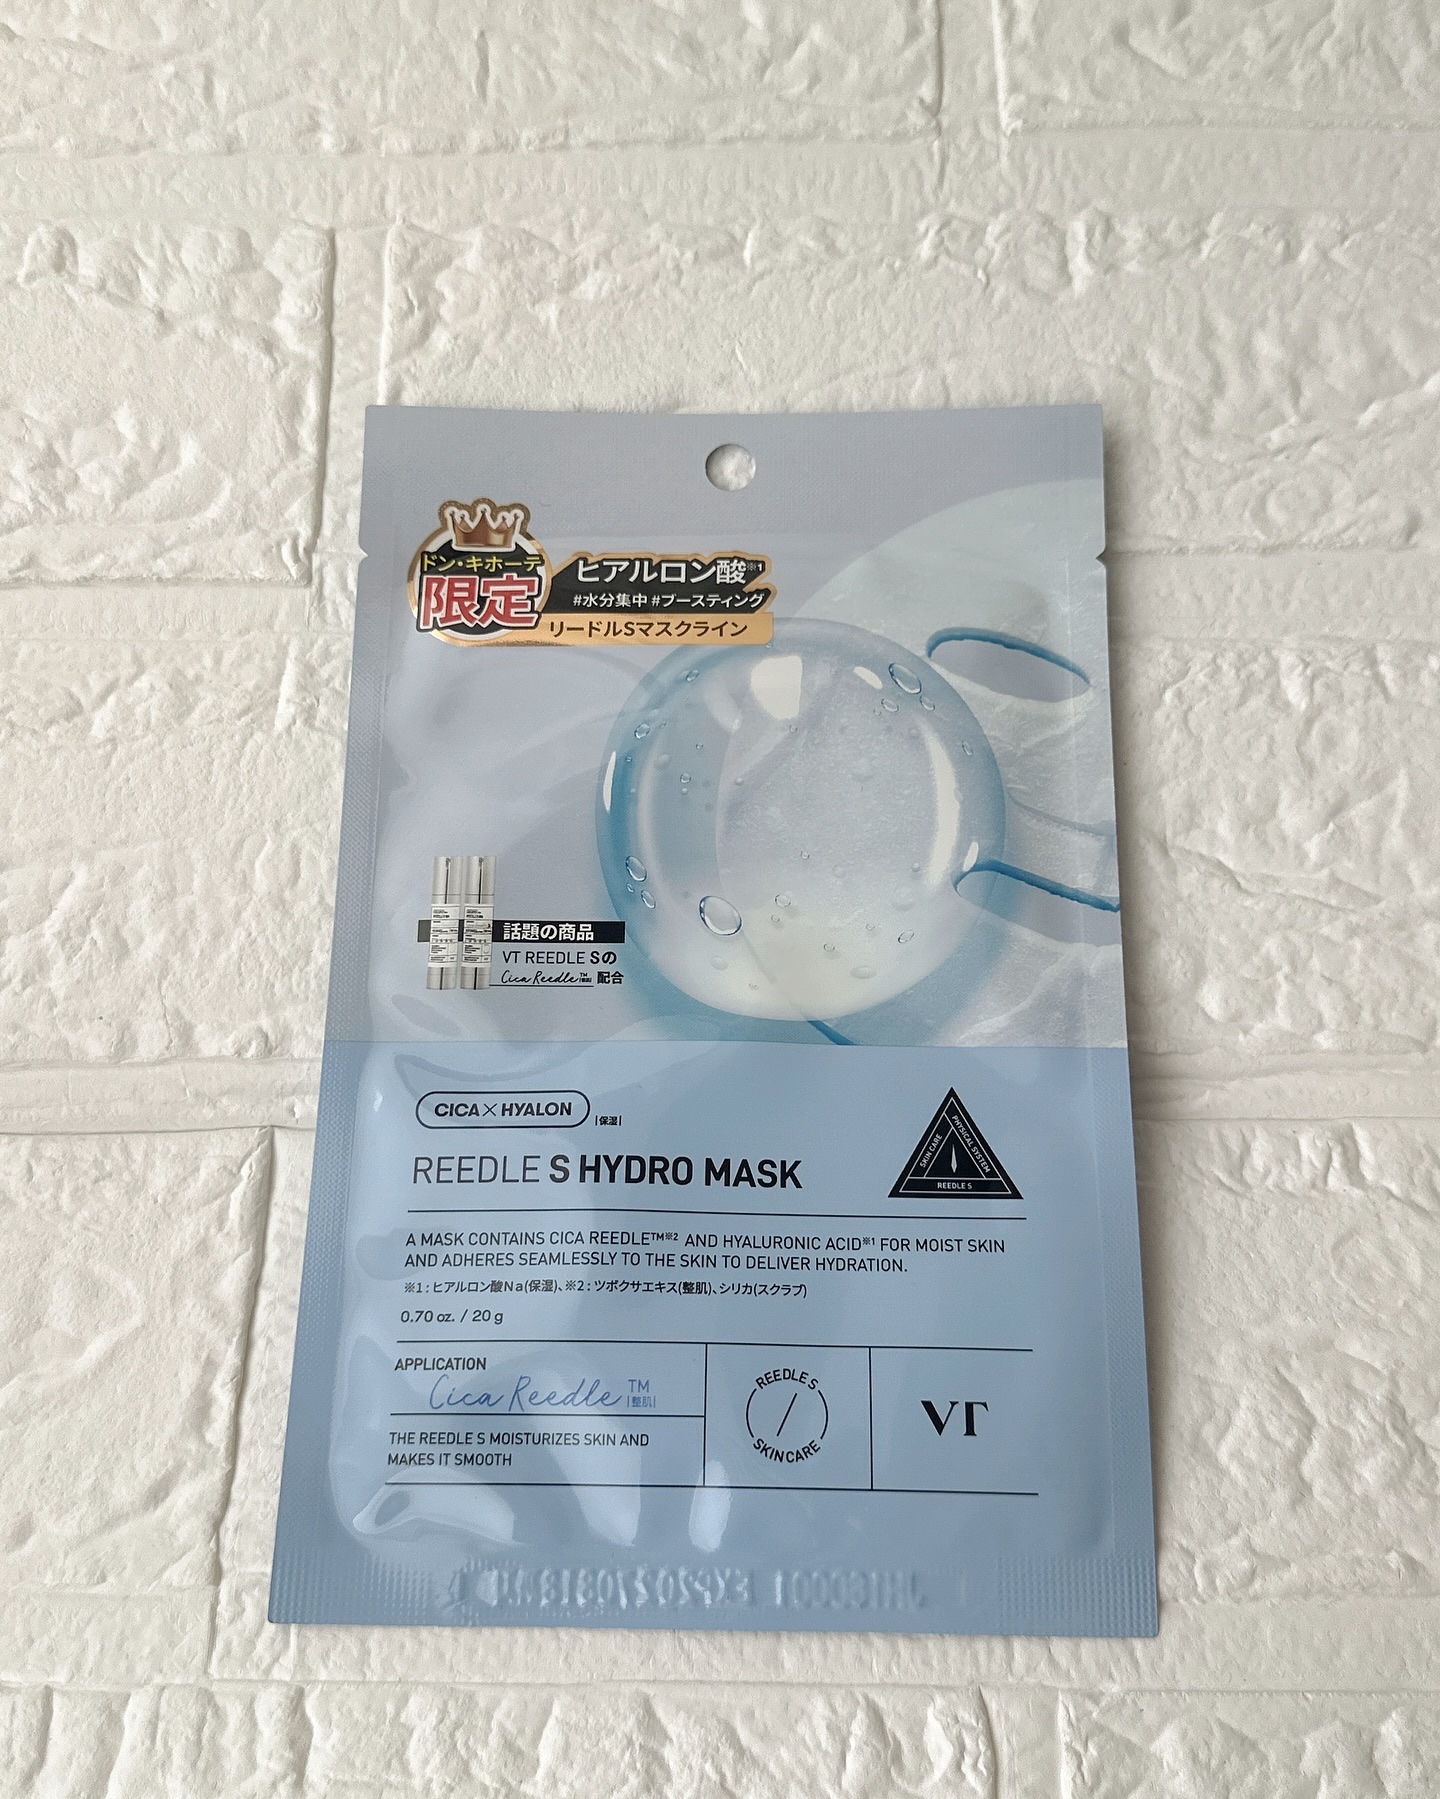 ドン・キホーテ
限定
ヒアルロン酸※1
#水分集中 #ブースティング
リードルSマスクライン
話題の商品
VT REEDLE Sの
Cica Reedle™ |整肌| 配合
CICA×HYALON |保湿|
REEDLE S HYDRO MASK
SKIN CARE
PHYSICAL SYSTEM
REEDLE S
A MASK CONTAINS CICA REEDLE™※2 AND HYALURONIC ACID※1 FOR MOIST SKIN
AND ADHERES SEAMLESSLY TO THE SKIN TO DELIVER HYDRATION.
※1 : ヒアルロン酸Na(保湿)、※2 : ツボクサエキス(整肌)、シリカ(スクラブ)
0.70 oz. / 20 g
APPLICATION
Cica Reedle™ |整肌|
THE REEDLE S MOISTURIZES SKIN AND
MAKES IT SMOOTH
REEDLE S
SKINCARE
VT